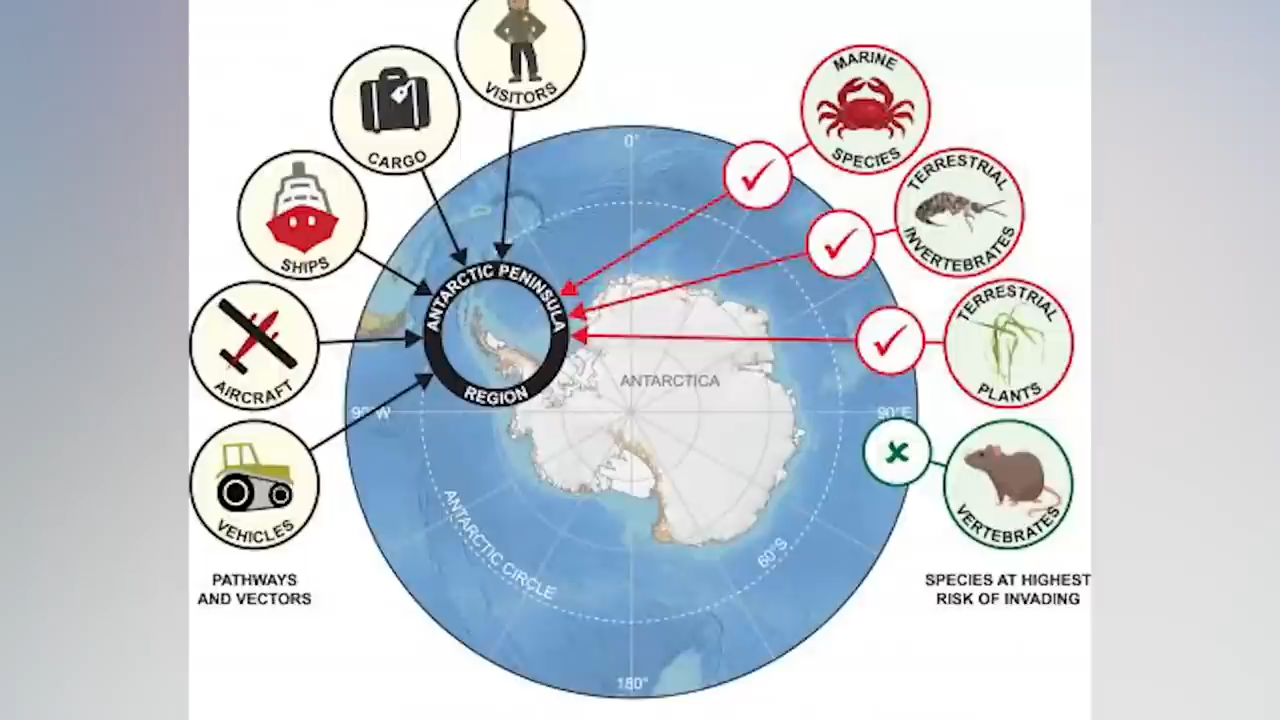 VISITORS
CARGO
SHIPS
AIRCRAFT
VEHICLES
PATHWAYS
AND VECTORS
MARINE
SPECIES
TERRESTRIAL
INVERTEBRATES
TERRESTRIAL
PLANTS
VERTEBRATES
SPECIES AT HIGHEST
RISK OF INVADING
0°
ANTARCTIC PENINSULA
REGION
ANTARCTICA
90°W
90°E
ANTARCTIC CIRCLE
60°S
180°